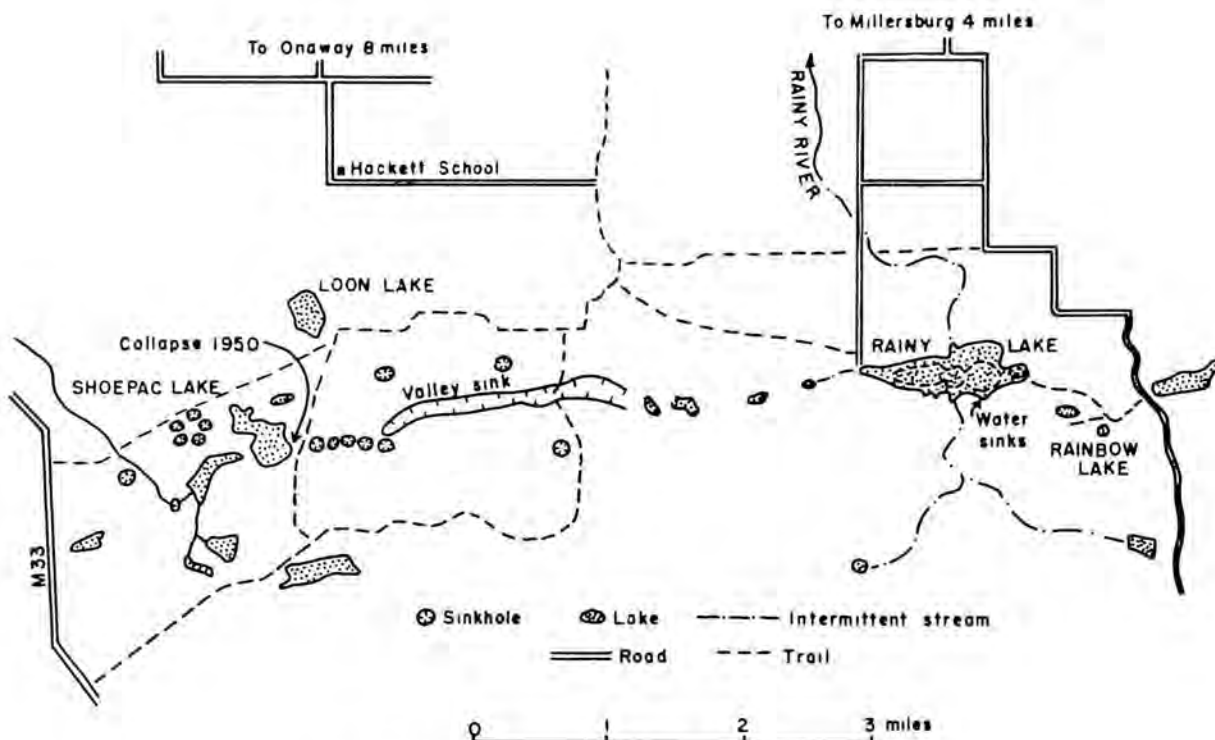 To Millersburg 4 miles
To Onaway 8 miles
RAINY RIVER
Hackett School
LOON LAKE
Collapse 1950
RAINY LAKE
SHOEPAC LAKE
Valley sink
Water
sinks
RAINBOW
LAKE
M33
Sinkhole Lake Intermittent stream
Road Trail
0 1 2 3 miles